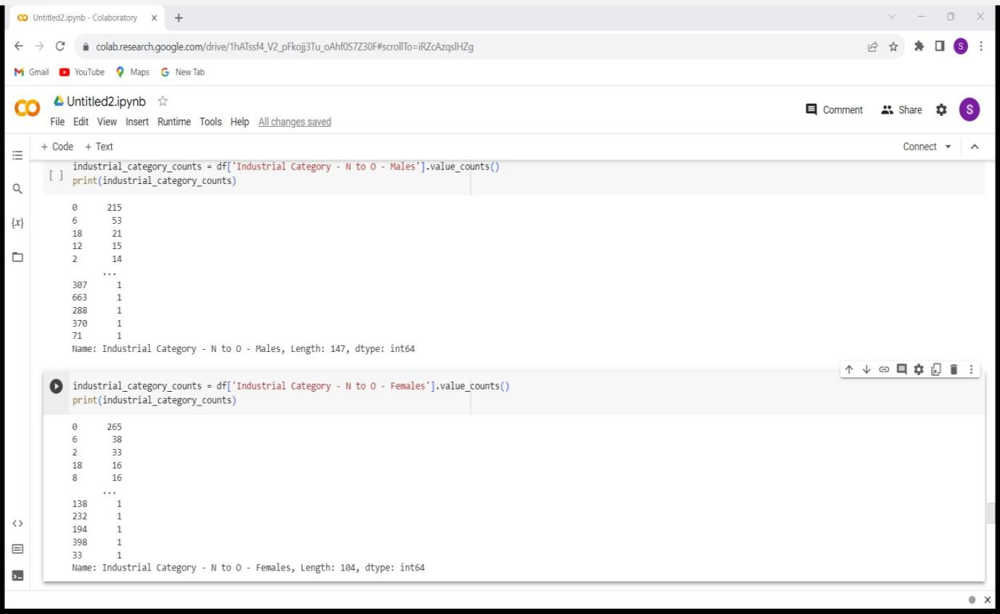 Untitled2.ipynb - Colaboratory
colab.research.google.com/drive/1hATssf4_V2_pFkojj3Tu_oAhf0S7Z30F#scrollTo=iRZcAzqslHZg
S
Gmail YouTube Maps G New Tab
CO Untitled2.ipynb
Comment Share S
File Edit View Insert Runtime Tools Help All changes saved
+ Code + Text Connect
industrial_category_counts = df['Industrial Category - N to O - Males'].value_counts()
[ ] print(industrial_category_counts)
{x}
0 215
6 53
18 21
12 15
2 14
...
307 1
663 1
288 1
370 1
71 1
Name: Industrial Category - N to O - Males, Length: 147, dtype: int64
industrial_category_counts = df['Industrial Category - N to O - Females'].value_counts()
print(industrial_category_counts)
0 265
6 38
2 33
18 16
8 16
...
138 1
232 1
194 1
398 1
33 1
Name: Industrial Category - N to O - Females, Length: 104, dtype: int64